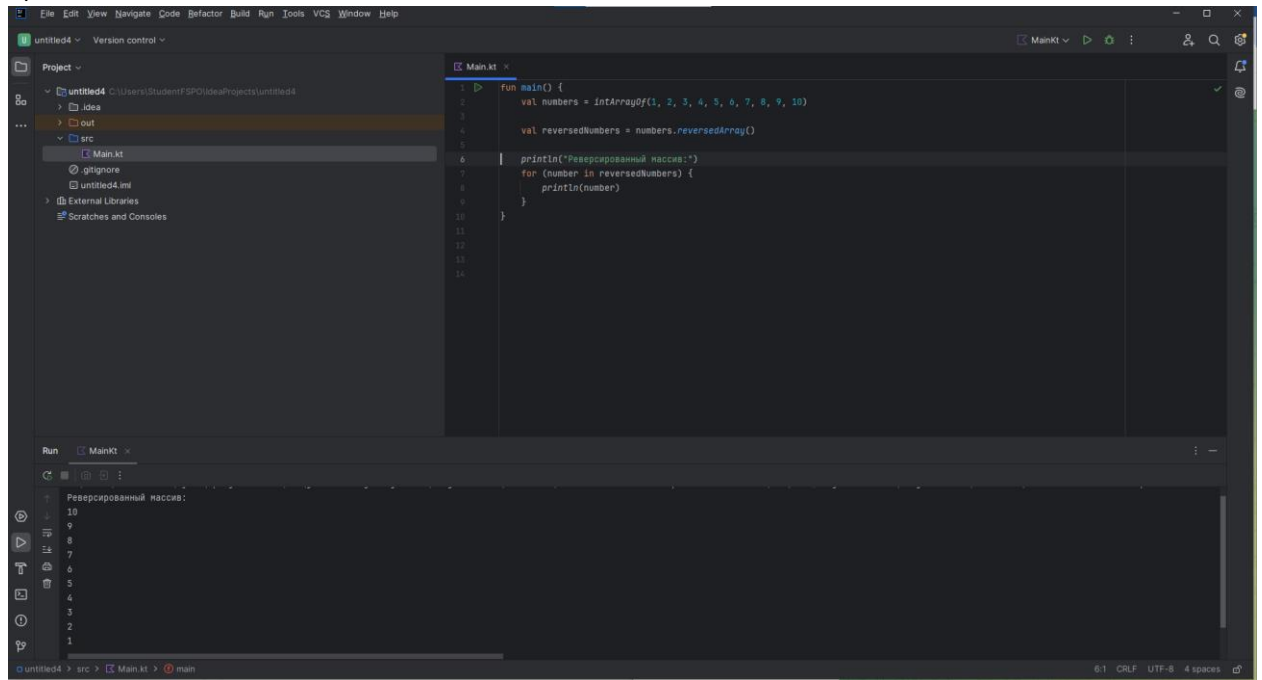 File Edit View Navigate Code Refactor Build Run Tools VCS Window Help
untitled4 Version control MainKt
Project
Main.kt
untitled4 C:\Users\StudentFSPO\IdeaProjects\untitled4
.idea
out
src
Main.kt
.gitignore
untitled4.iml
External Libraries
Scratches and Consoles
1 fun main() {
2 val numbers = intArrayOf(1, 2, 3, 4, 5, 6, 7, 8, 9, 10)
3
4 val reversedNumbers = numbers.reversedArray()
5
6 println("Реверсированный массив:")
7 for (number in reversedNumbers) {
8 println(number)
9 }
10 }
11
12
13
14
Run MainKt
Реверсированный массив:
10
9
8
7
6
5
4
3
2
1
untitled4 > src > Main.kt > main 6:1 CRLF UTF-8 4 spaces